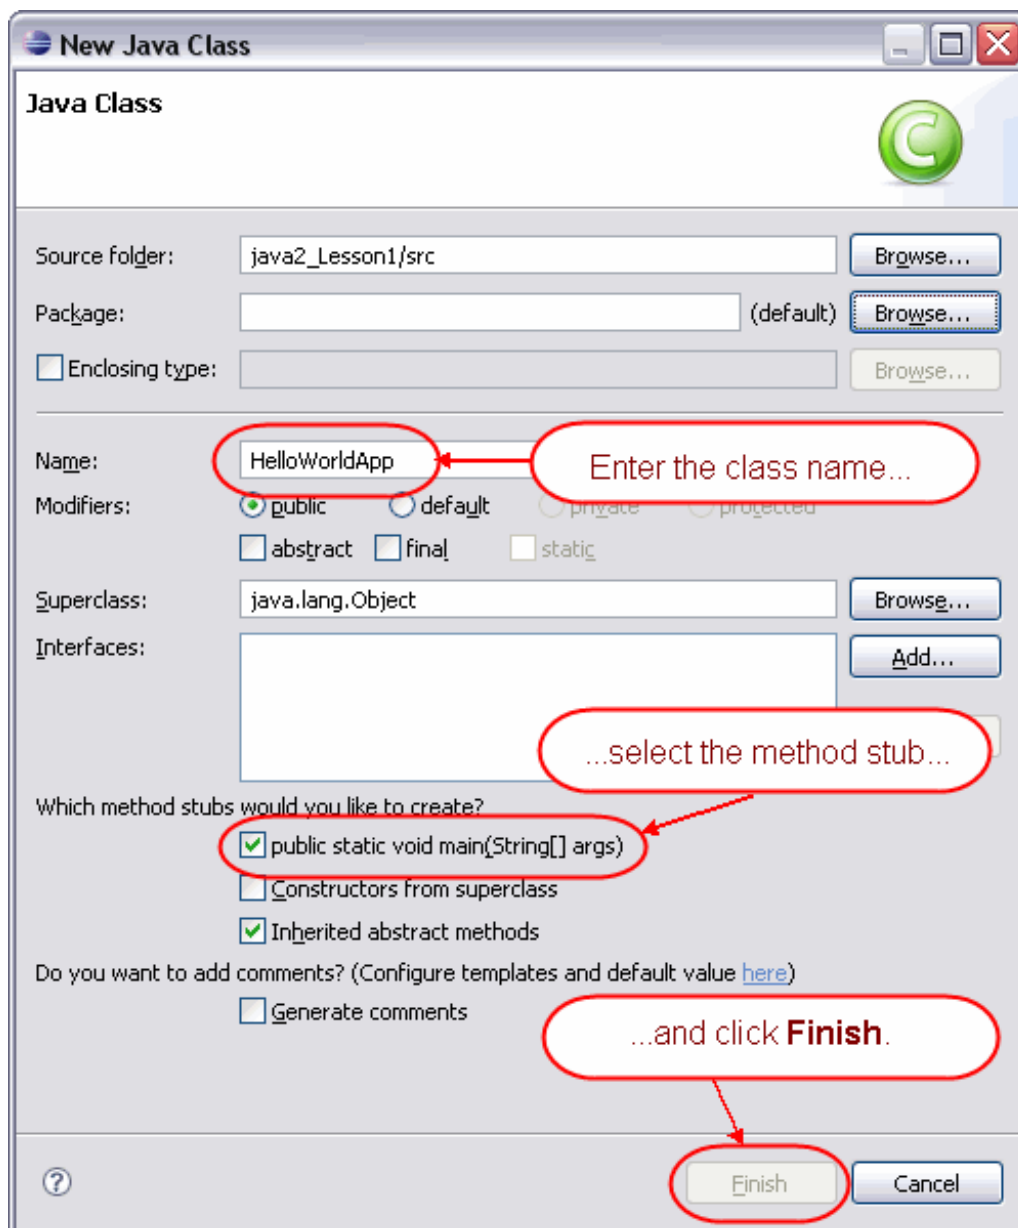 New Java Class
Java Class
C
Source folder: java2_Lesson1/src Browse...
Package: (default) Browse...
Enclosing type: Browse...
Name: HelloWorldApp Enter the class name...
Modifiers: public default private protected
abstract final static
Superclass: java.lang.Object Browse...
Interfaces: Add...
...select the method stub...
Which method stubs would you like to create?
public static void main(String[] args)
Constructors from superclass
Inherited abstract methods
Do you want to add comments? (Configure templates and default value here)
Generate comments
...and click Finish.
? Finish Cancel